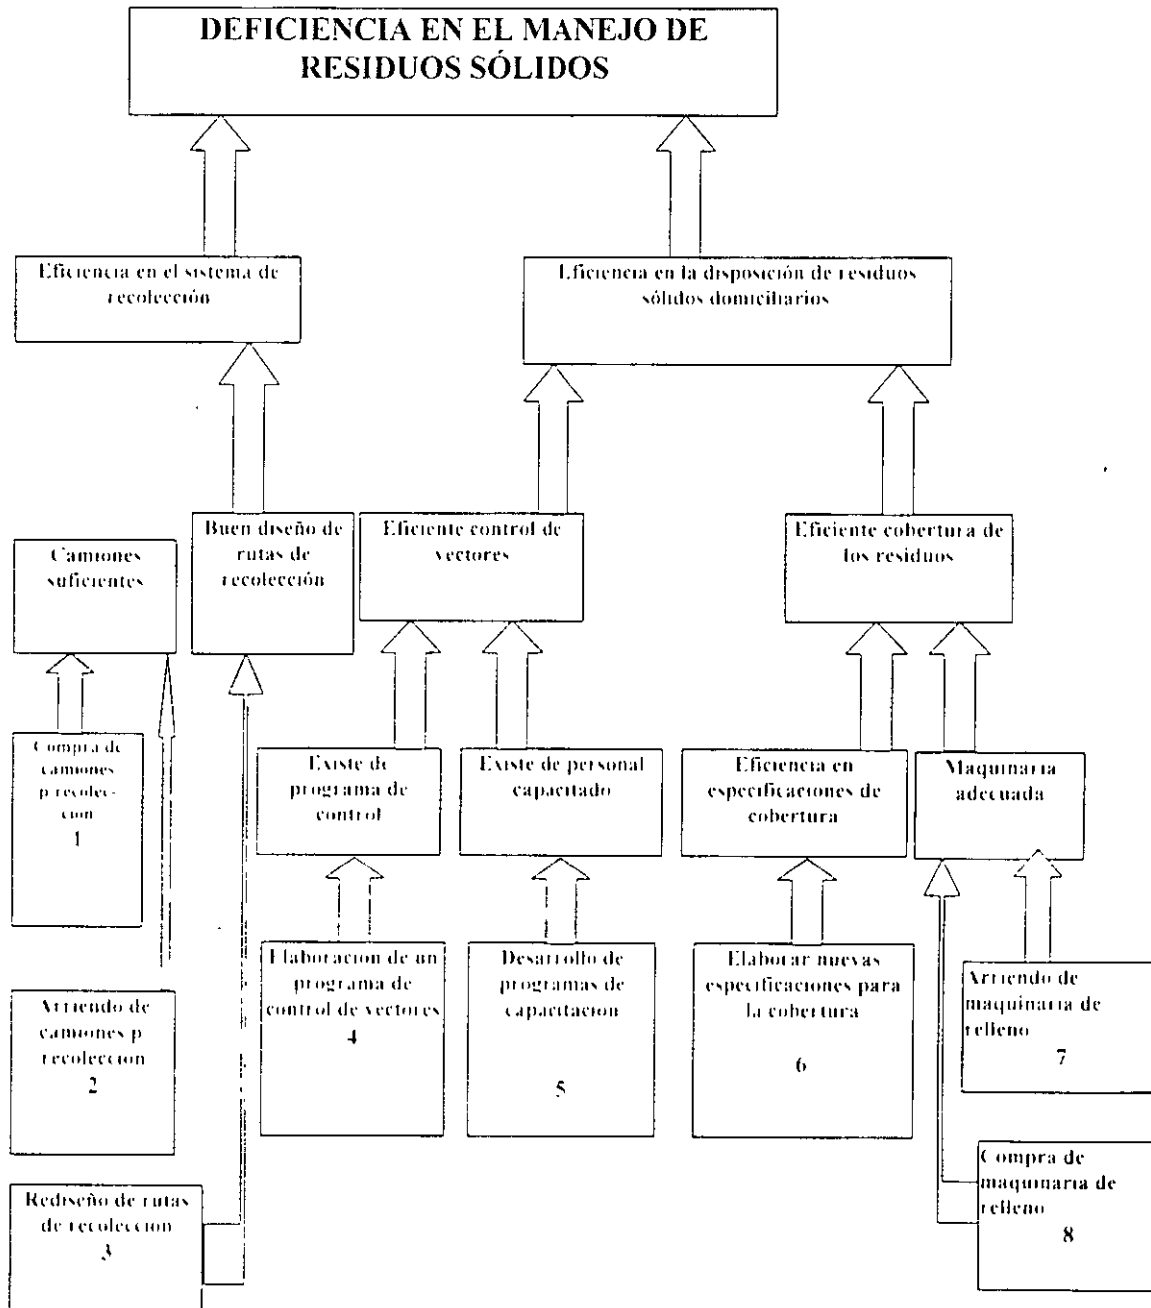 DEFICIENCIA EN EL MANEJO DE
RESIDUOS SÓLIDOS
Eficiencia en el sistema de
recolección
Eficiencia en la disposición de residuos
sólidos domiciliarios
Camiones
suficientes
Buen diseño de
rutas de
recolección
Eficiente control de
vectores
Eficiente cobertura de
los residuos
Compra de
camiones
p recolec-
cion
1
Existe de
programa de
control
Existe de personal
capacitado
Eficiencia en
especificaciones de
cobertura
Maquinaria
adecuada
Arriendo de
camiones p
recoleccion
2
Elaboracion de un
programa de
control de vectores
4
Desarrollo de
programas de
capacitacion
5
Elaborar nuevas
especificaciones para
la cobertura
6
Arriendo de
maquinaria de
relleno
7
Rediseño de rutas
de recoleccion
3
Compra de
maquinaria de
relleno
8